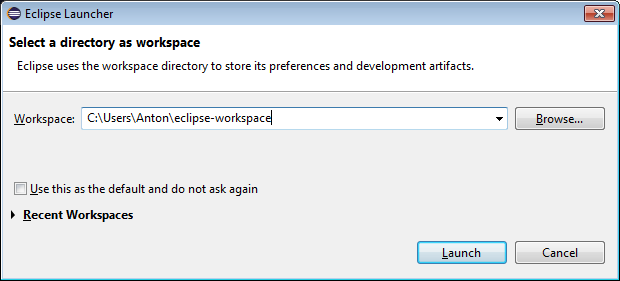 Eclipse Launcher
Select a directory as workspace
Eclipse uses the workspace directory to store its preferences and development artifacts.
Workspace: C:\Users\Anton\eclipse-workspace Browse...
Use this as the default and do not ask again
Recent Workspaces
Launch Cancel